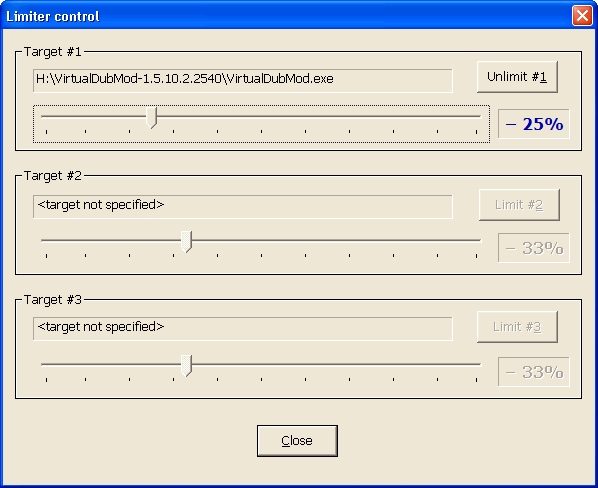 Limiter control
Target #1
H:\VirtualDubMod-1.5.10.2.2540\VirtualDubMod.exe
Unlimit #1
− 25%
Target #2
<target not specified>
Limit #2
− 33%
Target #3
<target not specified>
Limit #3
− 33%
Close